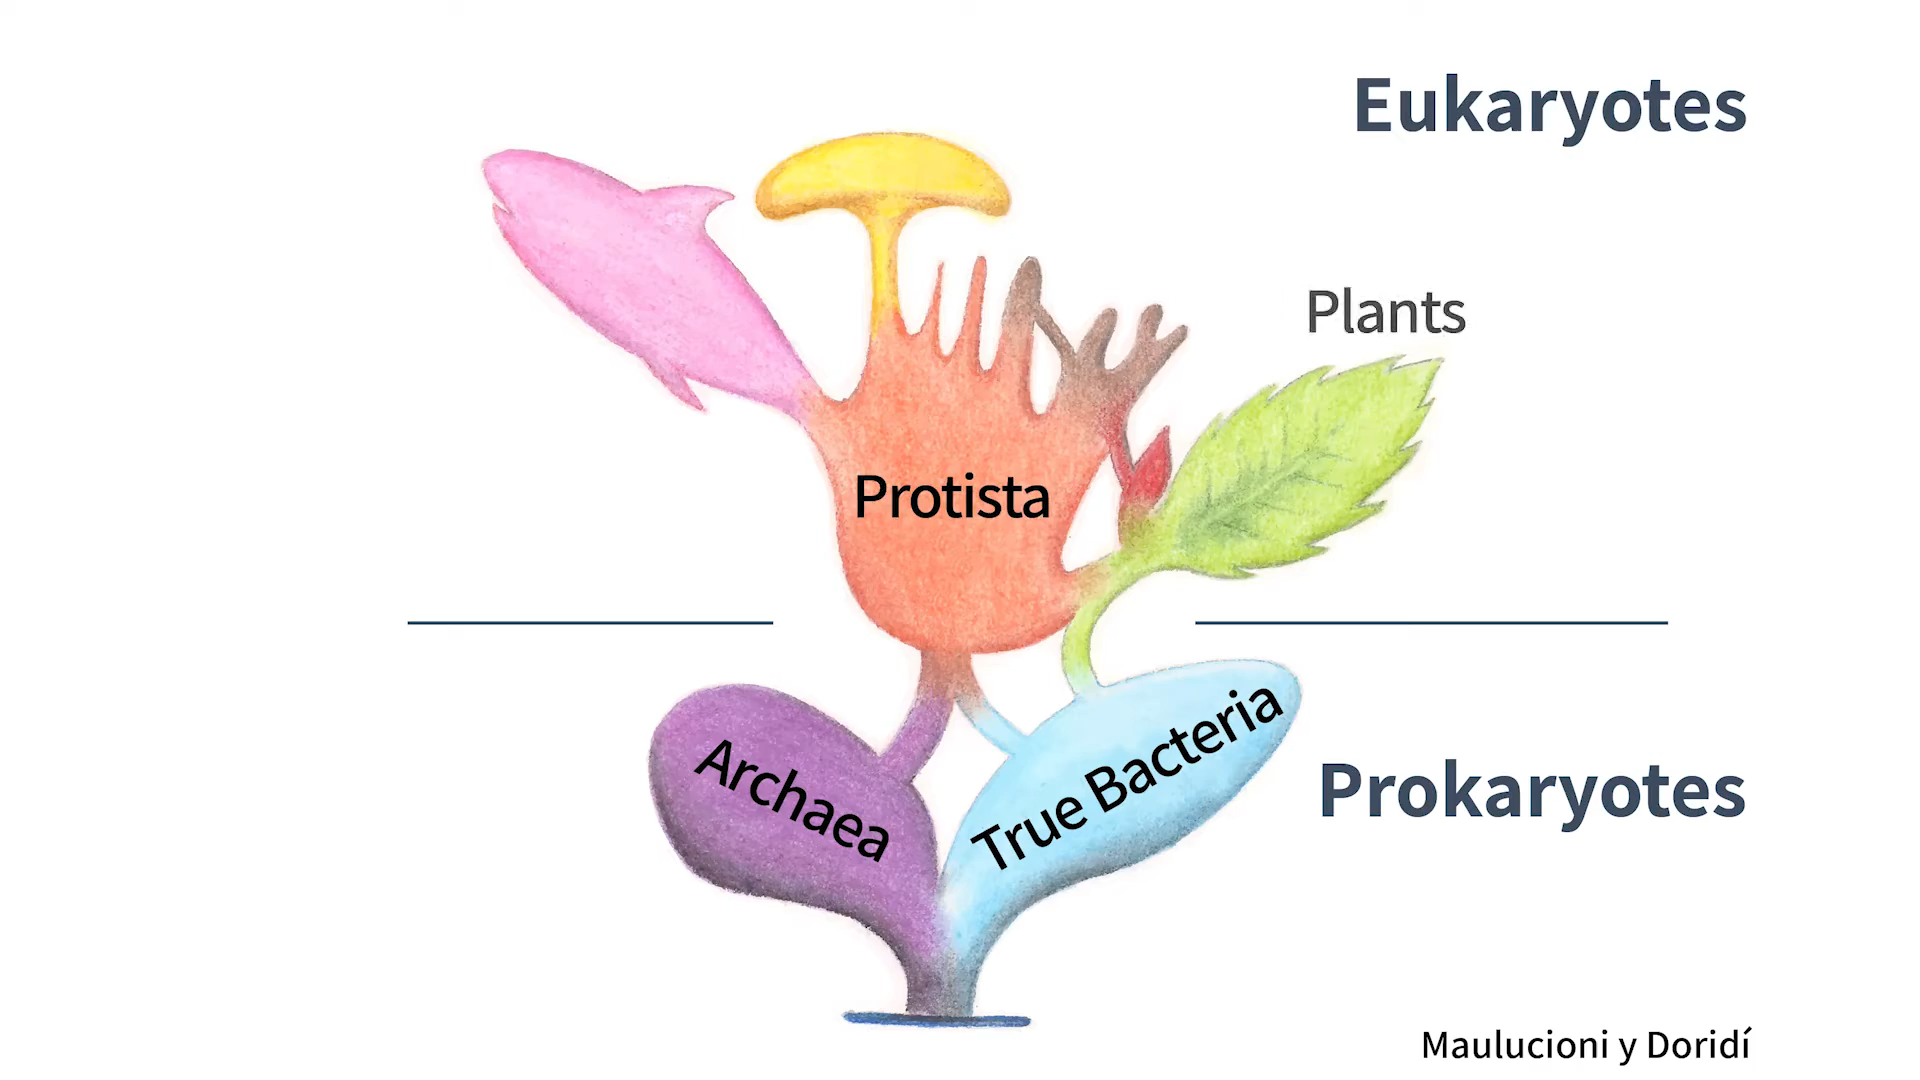 Eukaryotes
Plants
Protista
Archaea
True Bacteria
Prokaryotes
Maulucioni y Doridí